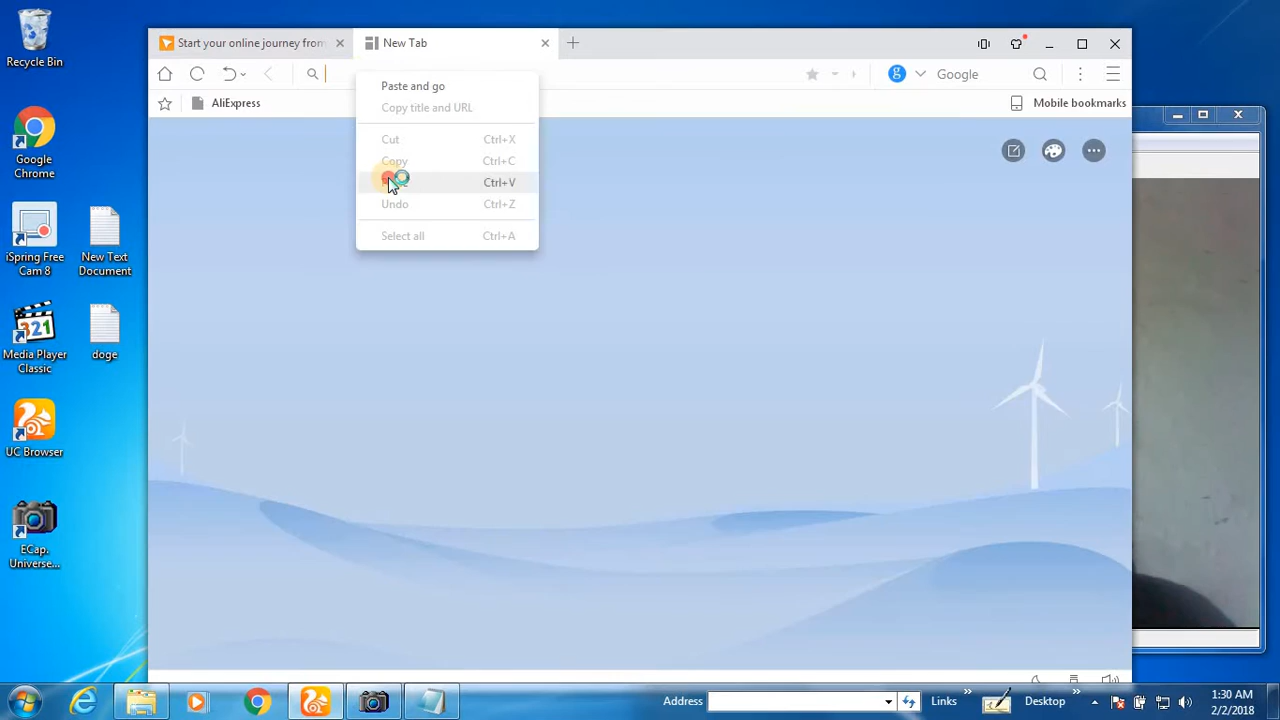 Recycle Bin
Google
Chrome
iSpring Free
Cam 8
New Text
Document
Media Player
Classic
doge
UC Browser
ECap.
Universe...
Start your online journey from
New Tab
Google
AliExpress
Mobile bookmarks
Paste and go
Copy title and URL
Cut Ctrl+X
Copy Ctrl+C
Ctrl+V
Undo Ctrl+Z
Select all Ctrl+A
Address
Links
Desktop
1:30 AM
2/2/2018